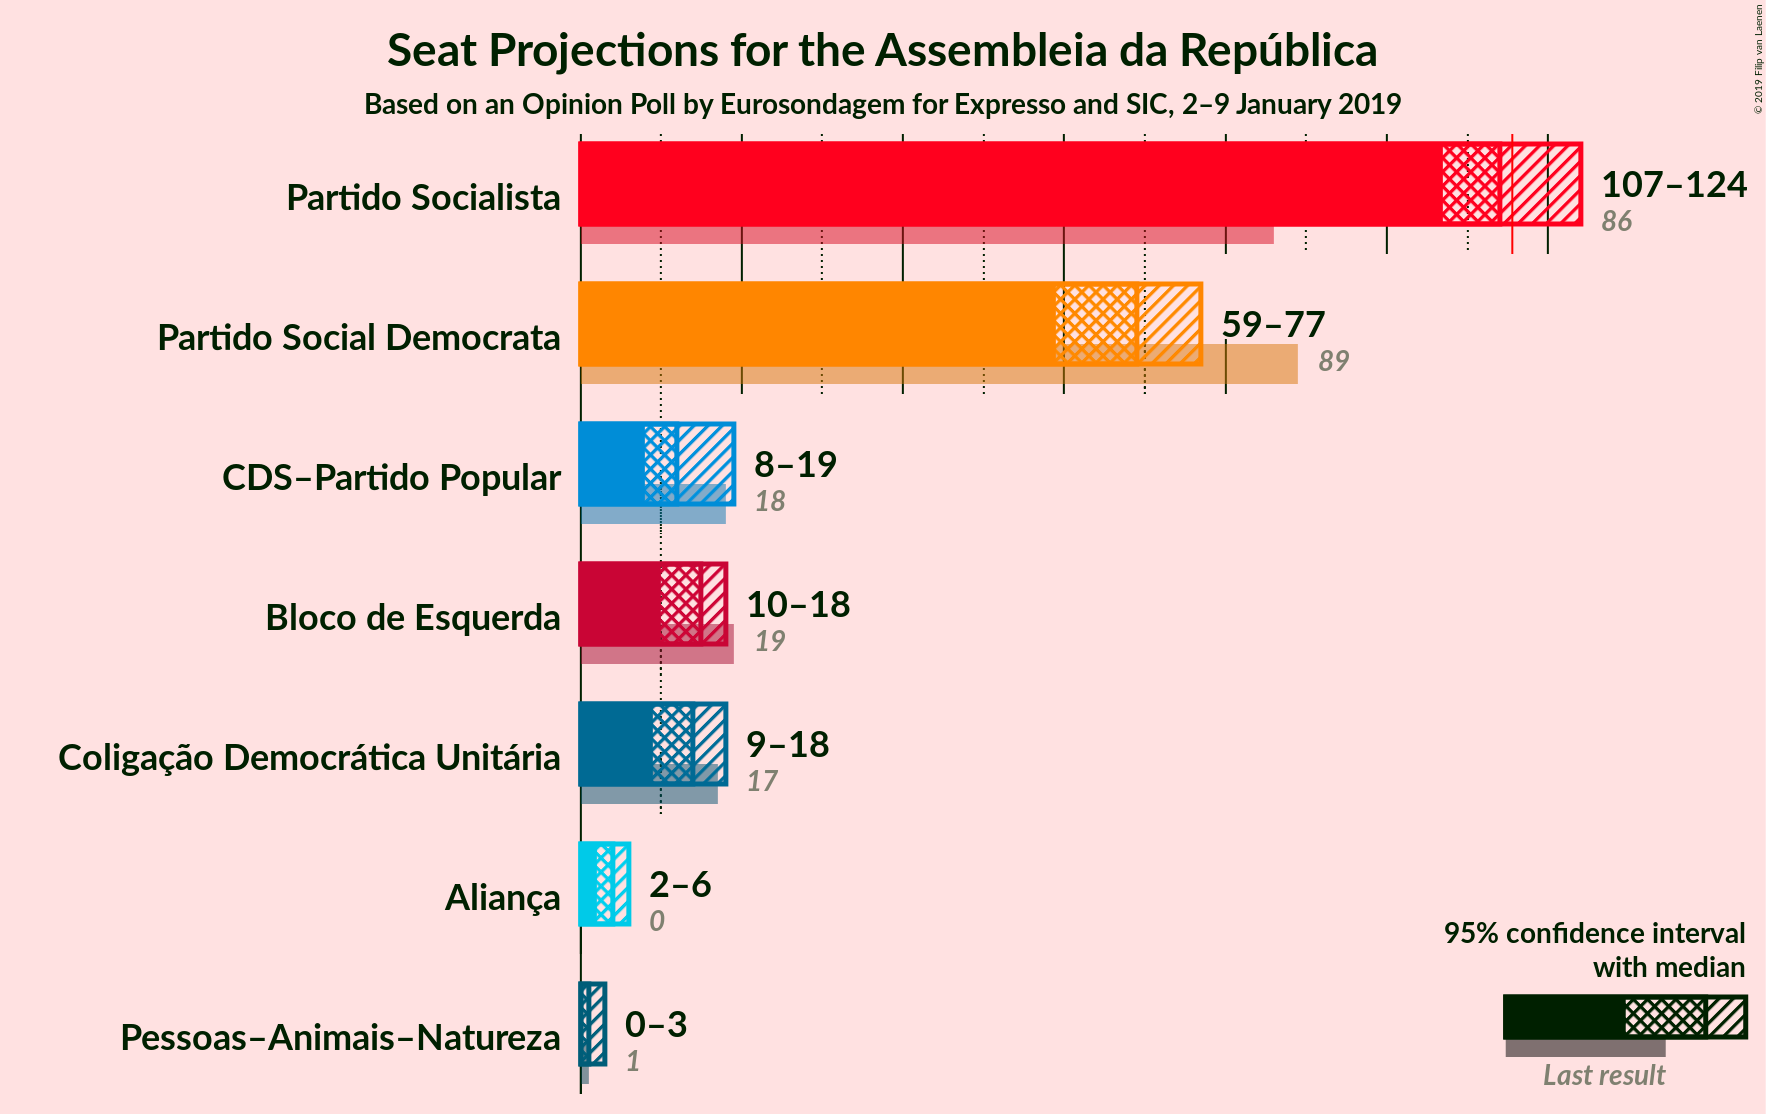 Seat Projections for the Assembleia da República
Based on an Opinion Poll by Eurosondagem for Expresso and SIC, 2–9 January 2019
© 2019 Filip van Laenen
Partido Socialista
107–124
86
Partido Social Democrata
59–77
89
CDS–Partido Popular
8–19
18
Bloco de Esquerda
10–18
19
Coligação Democrática Unitária
9–18
17
Aliança
2–6
0
Pessoas–Animais–Natureza
0–3
1
95% confidence interval
with median
Last result